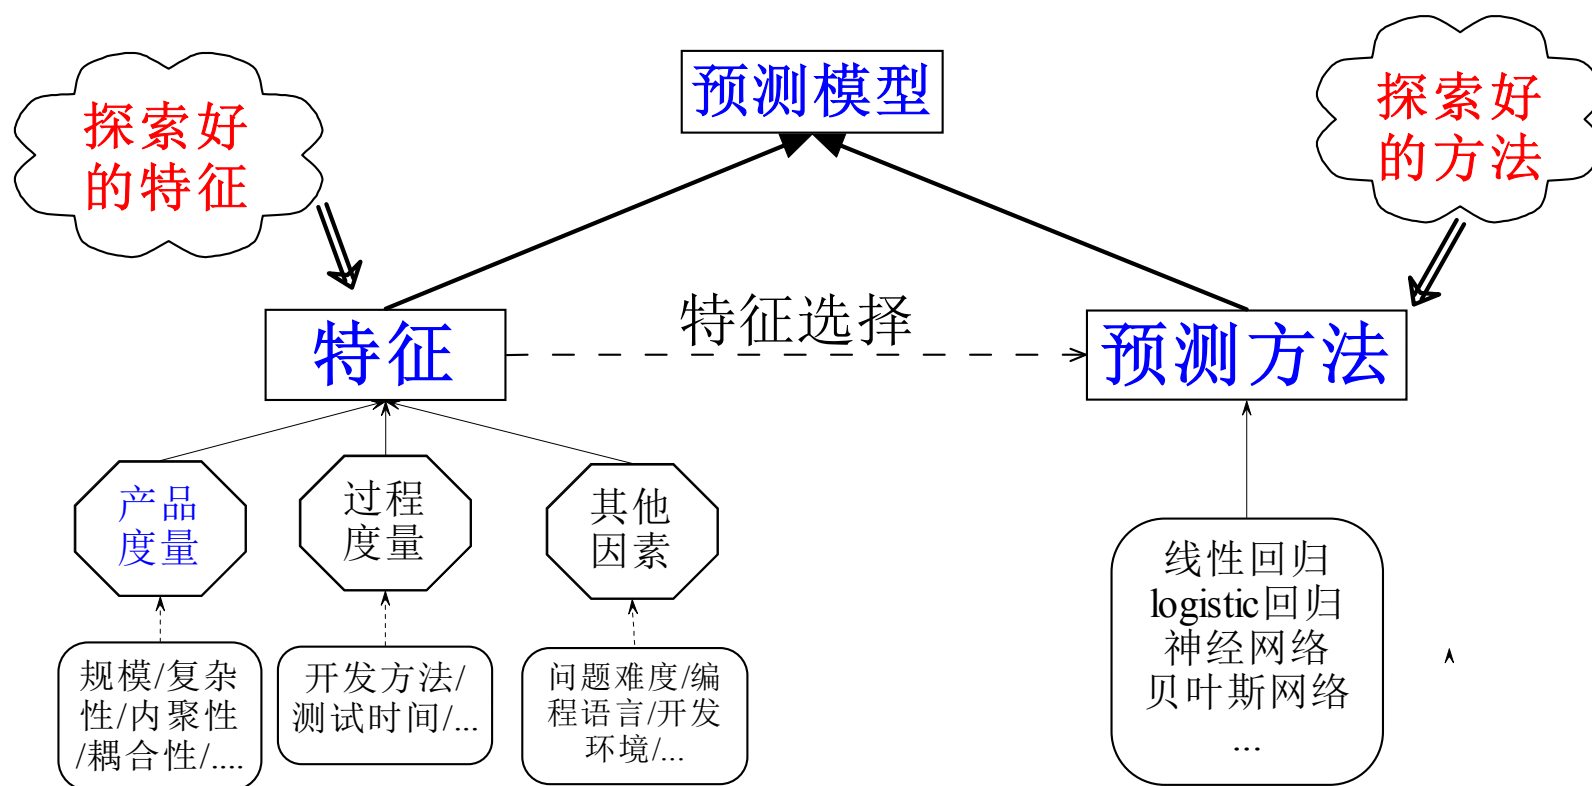 预测模型
探索好
的特征
探索好
的方法
特征选择
特征
预测方法
产品
度量
过程
度量
其他
因素
规模/复杂
性/内聚性
/耦合性/....
开发方法/
测试时间/...
问题难度/编
程语言/开发
环境/...
线性回归
logistic回归
神经网络
贝叶斯网络
...